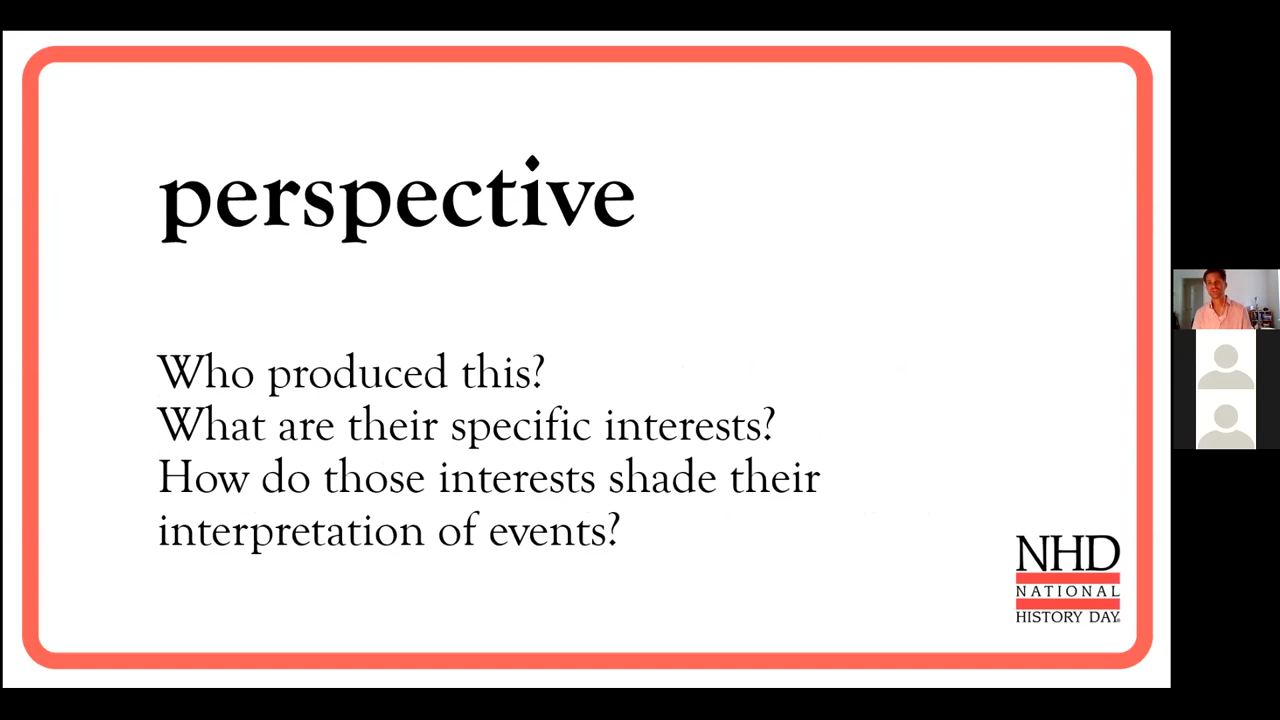 perspective
Who produced this?
What are their specific interests?
How do those interests shade their
interpretation of events?
NHD
NATIONAL
HISTORY DAY®